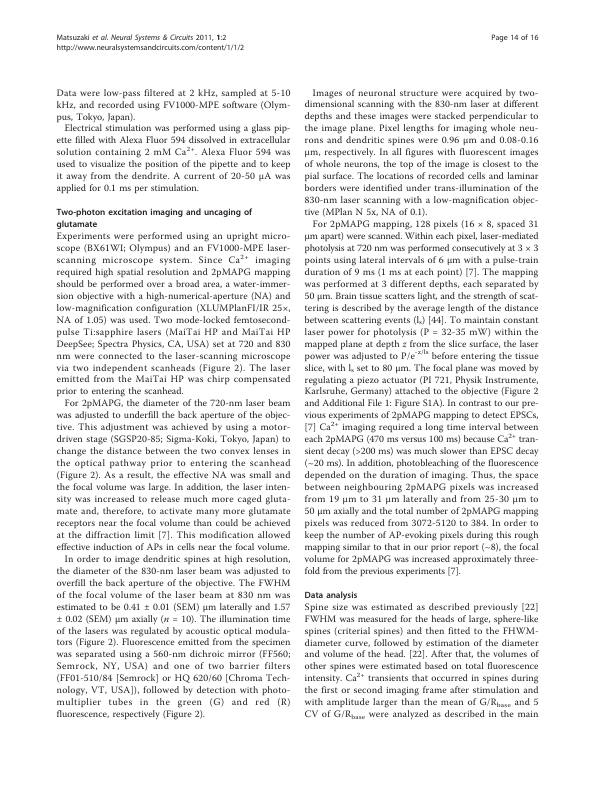 Matsuzaki et al. Neural Systems & Circuits 2011, 1:2
http://www.neuralsystemsandcircuits.com/content/1/1/2
Page 14 of 16
Data were low-pass filtered at 2 kHz, sampled at 5-10
kHz, and recorded using FV1000-MPE software (Olym-
pus, Tokyo, Japan).
Electrical stimulation was performed using a glass pip-
ette filled with Alexa Fluor 594 dissolved in extracellular
solution containing 2 mM Ca2+. Alexa Fluor 594 was
used to visualize the position of the pipette and to keep
it away from the dendrite. A current of 20-50 μA was
applied for 0.1 ms per stimulation.
Two-photon excitation imaging and uncaging of
glutamate
Experiments were performed using an upright micro-
scope (BX61WI; Olympus) and an FV1000-MPE laser-
scanning microscope system. Since Ca2+ imaging
required high spatial resolution and 2pMAPG mapping
should be performed over a broad area, a water-immer-
sion objective with a high-numerical-aperture (NA) and
low-magnification configuration (XLUMPlanFI/IR 25×,
NA of 1.05) was used. Two mode-locked femtosecond-
pulse Ti:sapphire lasers (MaiTai HP and MaiTai HP
DeepSee; Spectra Physics, CA, USA) set at 720 and 830
nm were connected to the laser-scanning microscope
via two independent scanheads (Figure 2). The laser
emitted from the MaiTai HP was chirp compensated
prior to entering the scanhead.
For 2pMAPG, the diameter of the 720-nm laser beam
was adjusted to underfill the back aperture of the objec-
tive. This adjustment was achieved by using a motor-
driven stage (SGSP20-85; Sigma-Koki, Tokyo, Japan) to
change the distance between the two convex lenses in
the optical pathway prior to entering the scanhead
(Figure 2). As a result, the effective NA was small and
the focal volume was large. In addition, the laser inten-
sity was increased to release much more caged gluta-
mate and, therefore, to activate many more glutamate
receptors near the focal volume than could be achieved
at the diffraction limit [7]. This modification allowed
effective induction of APs in cells near the focal volume.
In order to image dendritic spines at high resolution,
the diameter of the 830-nm laser beam was adjusted to
overfill the back aperture of the objective. The FWHM
of the focal volume of the laser beam at 830 nm was
estimated to be 0.41 ± 0.01 (SEM) μm laterally and 1.57
± 0.02 (SEM) μm axially (n = 10). The illumination time
of the lasers was regulated by acoustic optical modula-
tors (Figure 2). Fluorescence emitted from the specimen
was separated using a 560-nm dichroic mirror (FF560;
Semrock, NY, USA) and one of two barrier filters
(FF01-510/84 [Semrock] or HQ 620/60 [Chroma Tech-
nology, VT, USA]), followed by detection with photo-
multiplier tubes in the green (G) and red (R)
fluorescence, respectively (Figure 2).
Images of neuronal structure were acquired by two-
dimensional scanning with the 830-nm laser at different
depths and these images were stacked perpendicular to
the image plane. Pixel lengths for imaging whole neu-
rons and dendritic spines were 0.96 μm and 0.08-0.16
μm, respectively. In all figures with fluorescent images
of whole neurons, the top of the image is closest to the
pial surface. The locations of recorded cells and laminar
borders were identified under trans-illumination of the
830-nm laser scanning with a low-magnification objec-
tive (MPlan N 5x, NA of 0.1).
For 2pMAPG mapping, 128 pixels (16 × 8, spaced 31
μm apart) were scanned. Within each pixel, laser-mediated
photolysis at 720 nm was performed consecutively at 3 × 3
points using lateral intervals of 6 μm with a pulse-train
duration of 9 ms (1 ms at each point) [7]. The mapping
was performed at 3 different depths, each separated by
50 μm. Brain tissue scatters light, and the strength of scat-
tering is described by the average length of the distance
between scattering events (ls) [44]. To maintain constant
laser power for photolysis (P = 32-35 mW) within the
mapped plane at depth z from the slice surface, the laser
power was adjusted to P/e-z/ls before entering the tissue
slice, with ls set to 80 μm. The focal plane was moved by
regulating a piezo actuator (PI 721, Physik Instrumente,
Karlsruhe, Germany) attached to the objective (Figure 2
and Additional File 1: Figure S1A). In contrast to our pre-
vious experiments of 2pMAPG mapping to detect EPSCs,
[7] Ca2+ imaging required a long time interval between
each 2pMAPG (470 ms versus 100 ms) because Ca2+ tran-
sient decay (>200 ms) was much slower than EPSC decay
(~20 ms). In addition, photobleaching of the fluorescence
depended on the duration of imaging. Thus, the space
between neighbouring 2pMAPG pixels was increased
from 19 μm to 31 μm laterally and from 25-30 μm to
50 μm axially and the total number of 2pMAPG mapping
pixels was reduced from 3072-5120 to 384. In order to
keep the number of AP-evoking pixels during this rough
mapping similar to that in our prior report (~8), the focal
volume for 2pMAPG was increased approximately three-
fold from the previous experiments [7].
Data analysis
Spine size was estimated as described previously [22]
FWHM was measured for the heads of large, sphere-like
spines (criterial spines) and then fitted to the FHWM-
diameter curve, followed by estimation of the diameter
and volume of the head. [22]. After that, the volumes of
other spines were estimated based on total fluorescence
intensity. Ca2+ transients that occurred in spines during
the first or second imaging frame after stimulation and
with amplitude larger than the mean of G/Rbase and 5
CV of G/Rbase were analyzed as described in the main